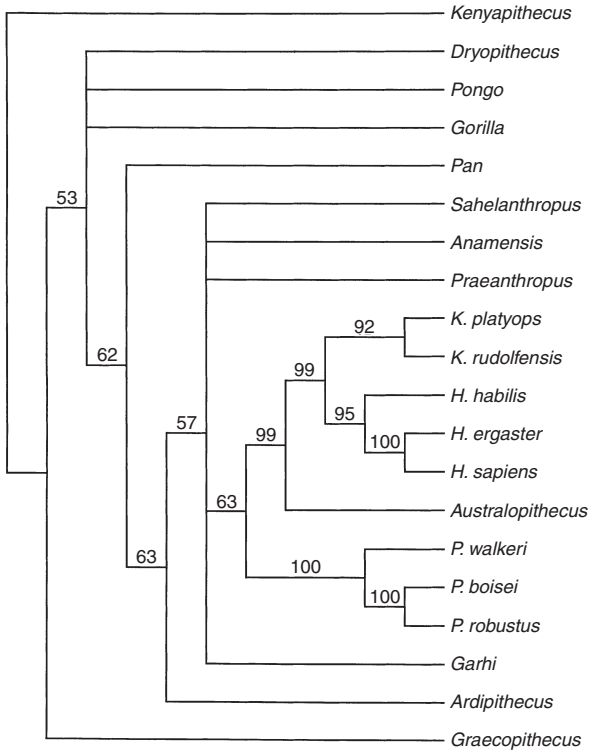 Kenyapithecus
Dryopithecus
Pongo
Gorilla
Pan
53
Sahelanthropus
Anamensis
Praeanthropus
K. platyops
92
K. rudolfensis
62
99
H. habilis
95
H. ergaster
57
99
100
H. sapiens
Australopithecus
63
P. walkeri
63
100
P. boisei
100
P. robustus
Garhi
Ardipithecus
Graecopithecus